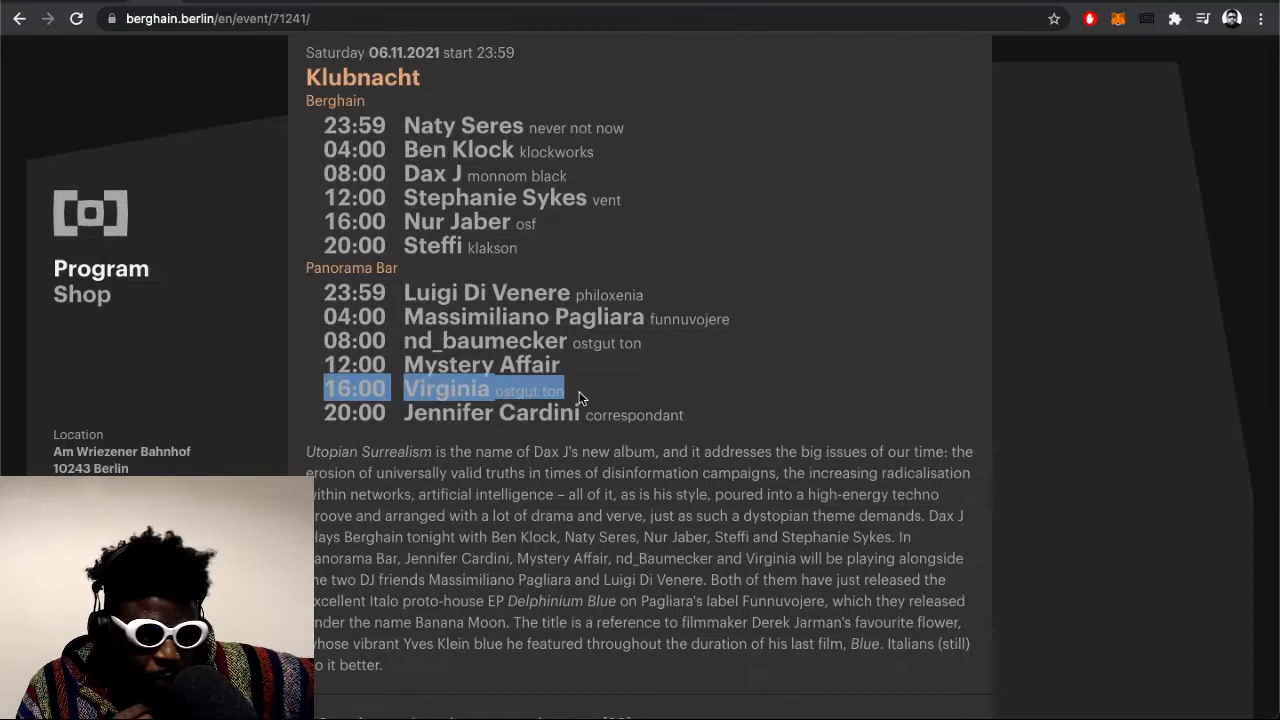 berghain.berlin/en/event/71241/
Saturday 06.11.2021 start 23:59
Klubnacht
Berghain
23:59 Naty Seres never not now
04:00 Ben Klock klockworks
08:00 Dax J monnom black
12:00 Stephanie Sykes vent
16:00 Nur Jaber osf
20:00 Steffi klakson
Panorama Bar
23:59 Luigi Di Venere philoxenia
04:00 Massimiliano Pagliara funnuvojere
08:00 nd_baumecker ostgut ton
12:00 Mystery Affair
16:00 Virginia ostgut ton
20:00 Jennifer Cardini correspondant
Program
Shop
Location
Am Wriezener Bahnhof
10243 Berlin
Utopian Surrealism is the name of Dax J's new album, and it addresses the big issues of our time: the
erosion of universally valid truths in times of disinformation campaigns, the increasing radicalisation
within networks, artificial intelligence – all of it, as is his style, poured into a high-energy techno
groove and arranged with a lot of drama and verve, just as such a dystopian theme demands. Dax J
plays Berghain tonight with Ben Klock, Naty Seres, Nur Jaber, Steffi and Stephanie Sykes. In
Panorama Bar, Jennifer Cardini, Mystery Affair, nd_Baumecker and Virginia will be playing alongside
the two DJ friends Massimiliano Pagliara and Luigi Di Venere. Both of them have just released the
excellent Italo proto-house EP Delphinium Blue on Pagliara's label Funnuvojere, which they released
under the name Banana Moon. The title is a reference to filmmaker Derek Jarman's favourite flower,
whose vibrant Yves Klein blue he featured throughout the duration of his last film, Blue. Italians (still)
do it better.